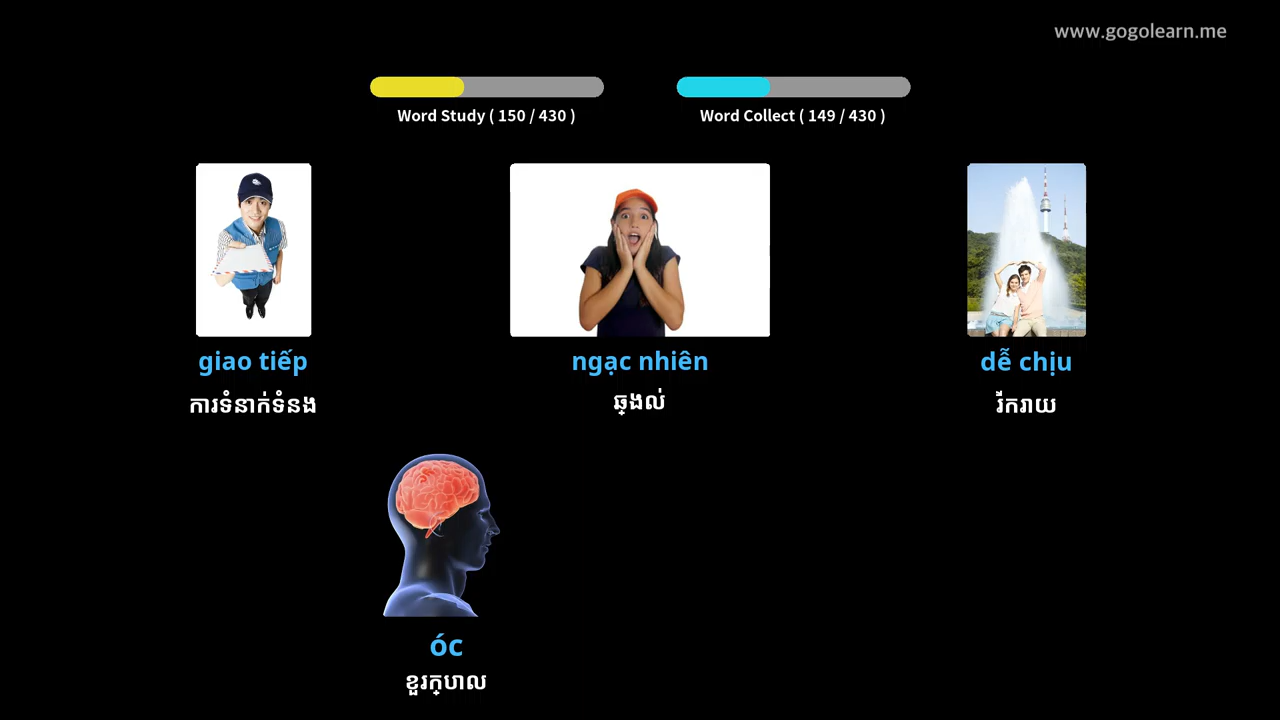 www.gogolearn.me
Word Study ( 150 / 430 )
Word Collect ( 149 / 430 )
giao tiếp
ការទំនាក់ទំនង
ngạc nhiên
ឆ្ងល់
dễ chịu
រីករាយ
óc
ខួរក្បាល